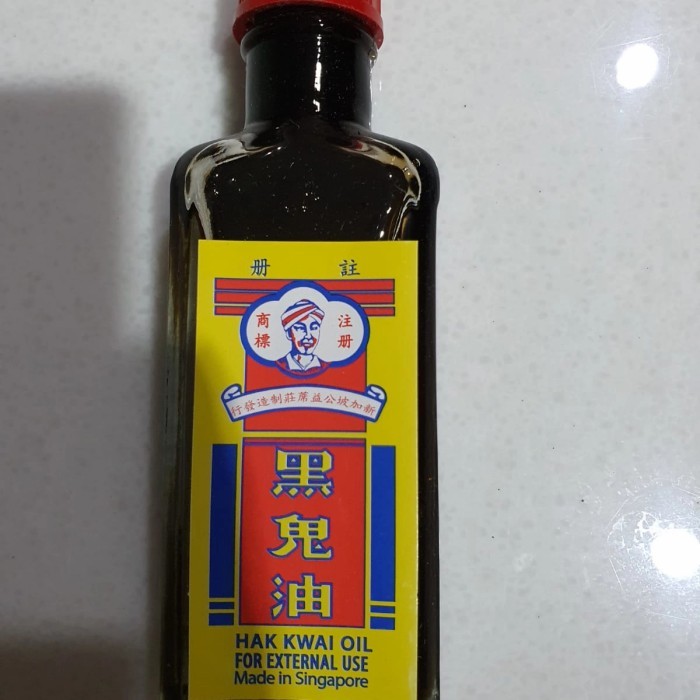 註册
注册
商標
新加坡公益蓆莊制造發行
黑
鬼
油
HAK KWAI OIL
FOR EXTERNAL USE
Made in Singapore